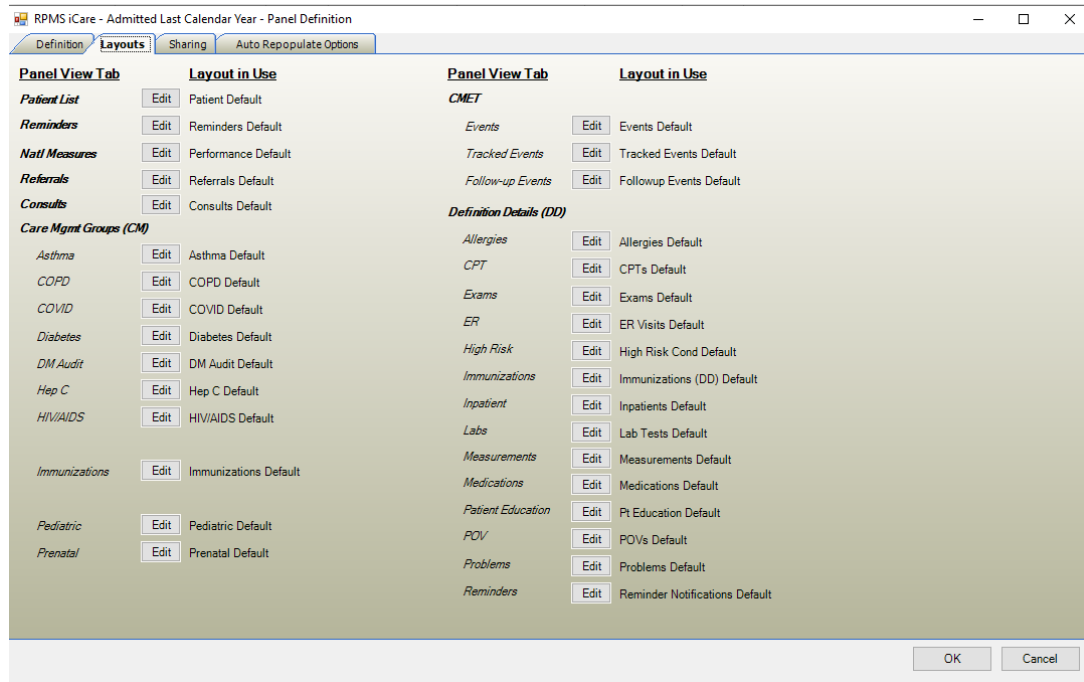 RPMS iCare - Admitted Last Calendar Year - Panel Definition
Definition Layouts Sharing Auto Repopulate Options
Panel View Tab Layout in Use
Patient List Edit Patient Default
Reminders Edit Reminders Default
Natl Measures Edit Performance Default
Referrals Edit Referrals Default
Consults Edit Consults Default
Care Mgmt Groups (CM)
Asthma Edit Asthma Default
COPD Edit COPD Default
COVID Edit COVID Default
Diabetes Edit Diabetes Default
DM Audit Edit DM Audit Default
Hep C Edit Hep C Default
HIV/AIDS Edit HIV/AIDS Default
Immunizations Edit Immunizations Default
Pediatric Edit Pediatric Default
Prenatal Edit Prenatal Default
Panel View Tab Layout in Use
CMET
Events Edit Events Default
Tracked Events Edit Tracked Events Default
Follow-up Events Edit Followup Events Default
Definition Details (DD)
Allergies Edit Allergies Default
CPT Edit CPTs Default
Exams Edit Exams Default
ER Edit ER Visits Default
High Risk Edit High Risk Cond Default
Immunizations Edit Immunizations (DD) Default
Inpatient Edit Inpatients Default
Labs Edit Lab Tests Default
Measurements Edit Measurements Default
Medications Edit Medications Default
Patient Education Edit Pt Education Default
POV Edit POVs Default
Problems Edit Problems Default
Reminders Edit Reminder Notifications Default
OK Cancel